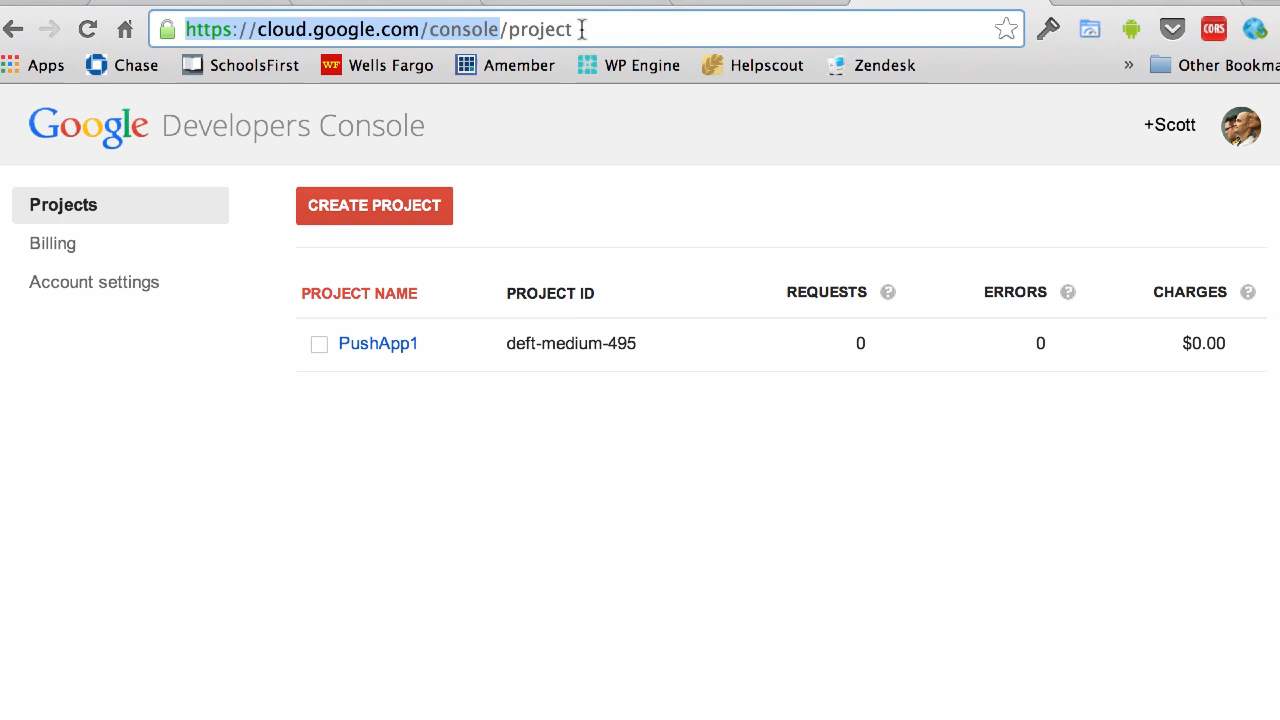 https://cloud.google.com/console/project
CORS
Apps Chase SchoolsFirst WF Wells Fargo Amember WP Engine Helpscout Zendesk » Other Bookma
Google Developers Console +Scott
Projects CREATE PROJECT
Billing
Account settings
PROJECT NAME PROJECT ID REQUESTS ? ERRORS ? CHARGES ?
PushApp1 deft-medium-495 0 0 $0.00